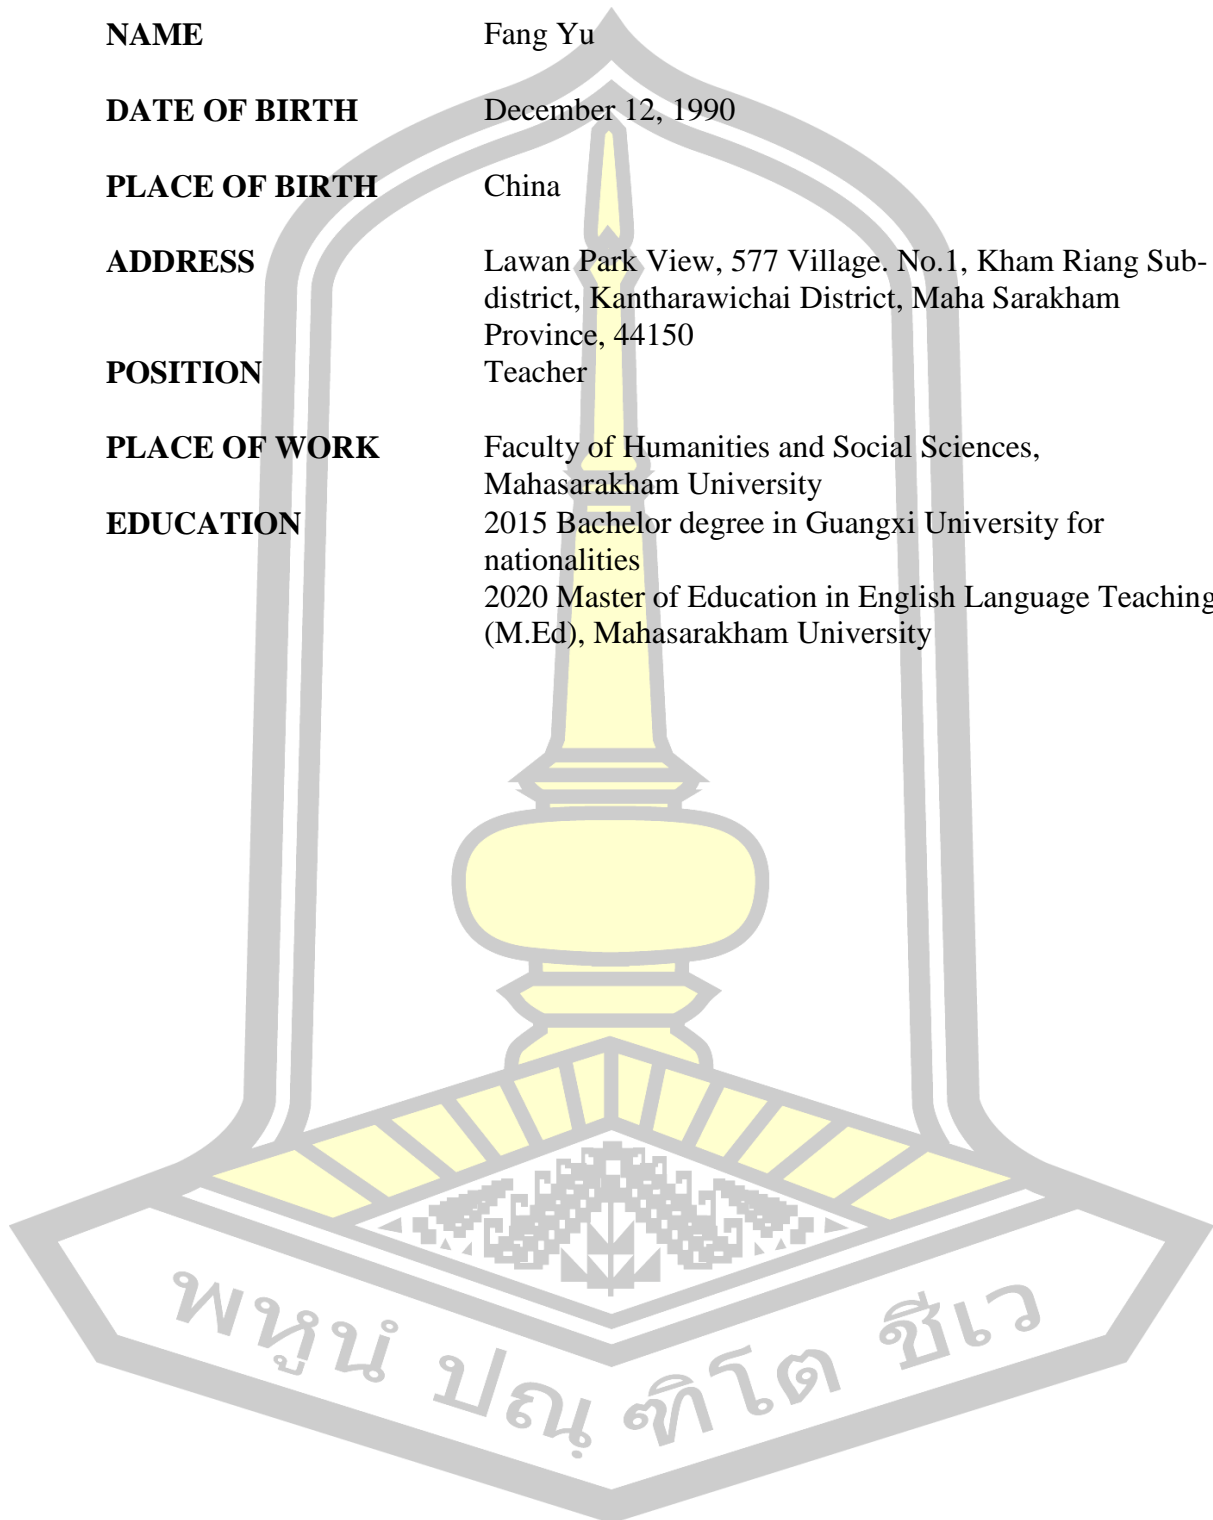 NAME Fang Yu
DATE OF BIRTH December 12, 1990
PLACE OF BIRTH China
ADDRESS Lawan Park View, 577 Village. No.1, Kham Riang Sub-
district, Kantharawichai District, Maha Sarakham
Province, 44150
POSITION Teacher
PLACE OF WORK Faculty of Humanities and Social Sciences,
Mahasarakham University
EDUCATION 2015 Bachelor degree in Guangxi University for
nationalities
2020 Master of Education in English Language Teaching
(M.Ed), Mahasarakham University
พหูนํ ปณฺฑิโต ชีเว